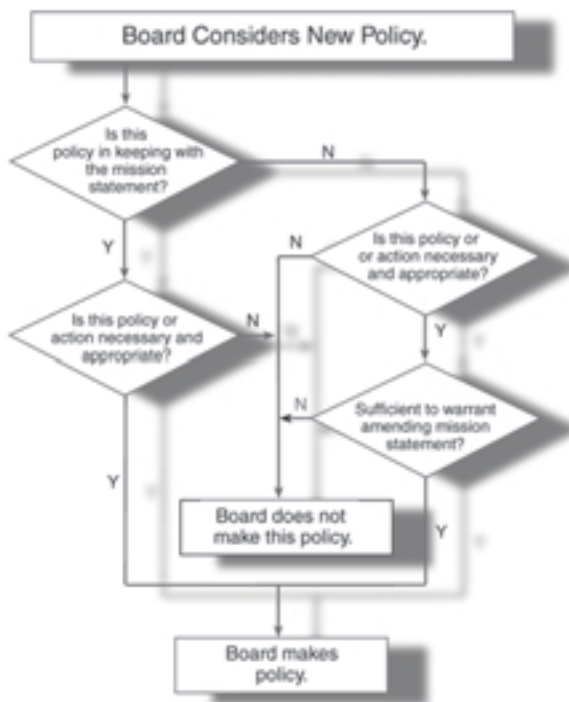 Board Considers New Policy.
Is this
policy in keeping with
the mission
statement?
N
Y
N
Is this policy or
or action necessary
and appropriate?
Is this policy or
action necessary and
appropriate?
N
Y
N
Sufficient to warrant
amending mission
statement?
Y
Board does not
make this policy.
Y
Board makes
policy.